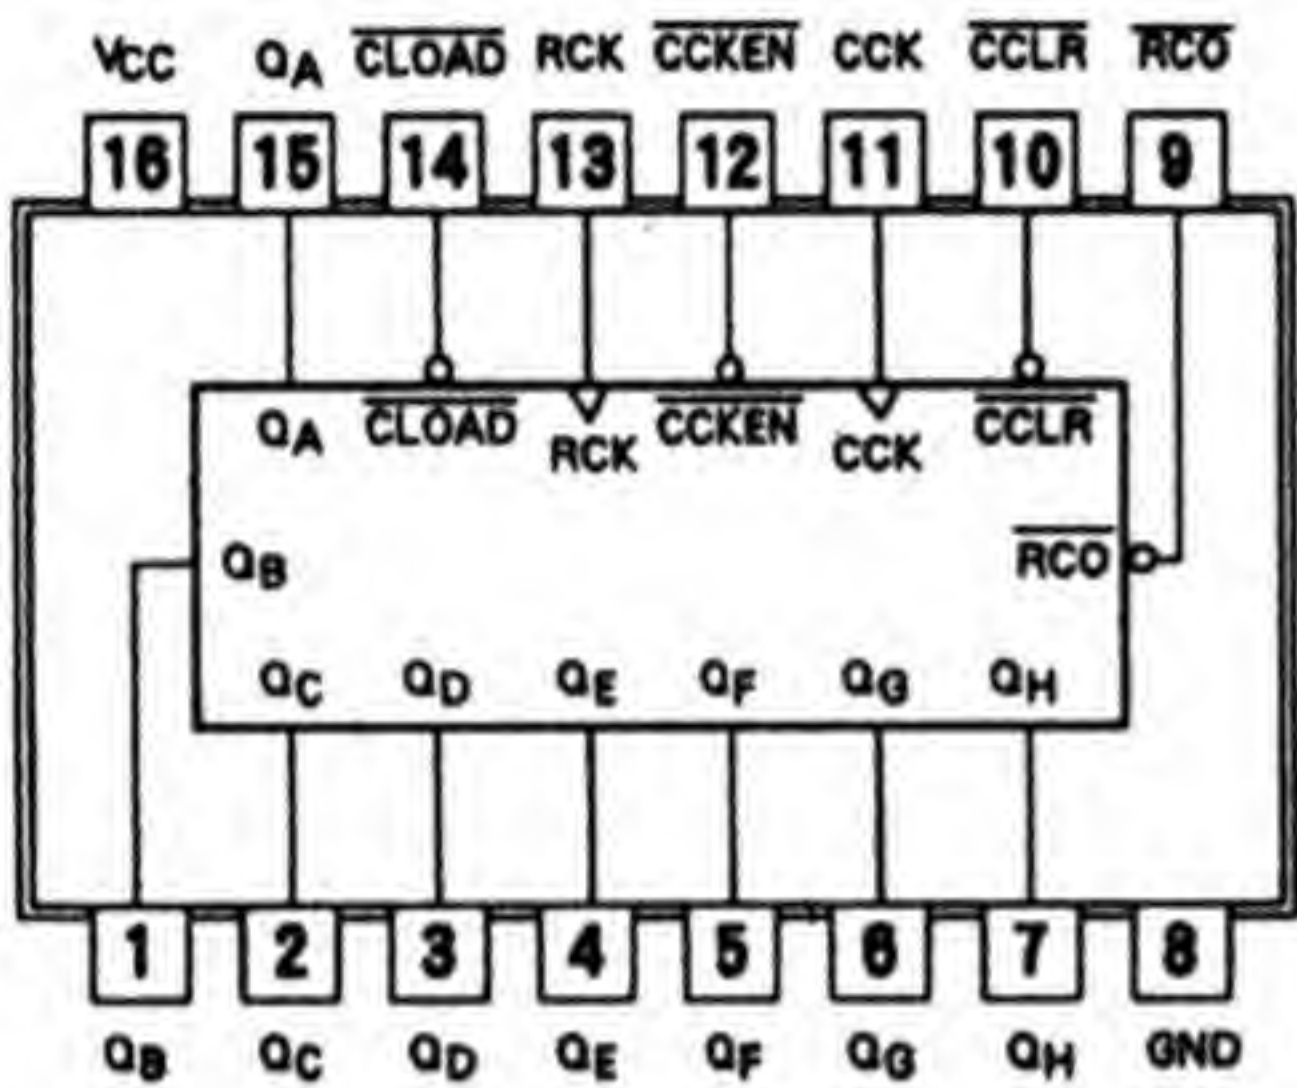 VCC QA CLOAD RCK CCKEN CCK CCLR RCO
16 15 14 13 12 11 10 9
QA CLOAD RCK CCKEN CCK CCLR
QB RCO
QC QD QE QF QG QH
1 2 3 4 5 6 7 8
QB QC QD QE QF QG QH GND